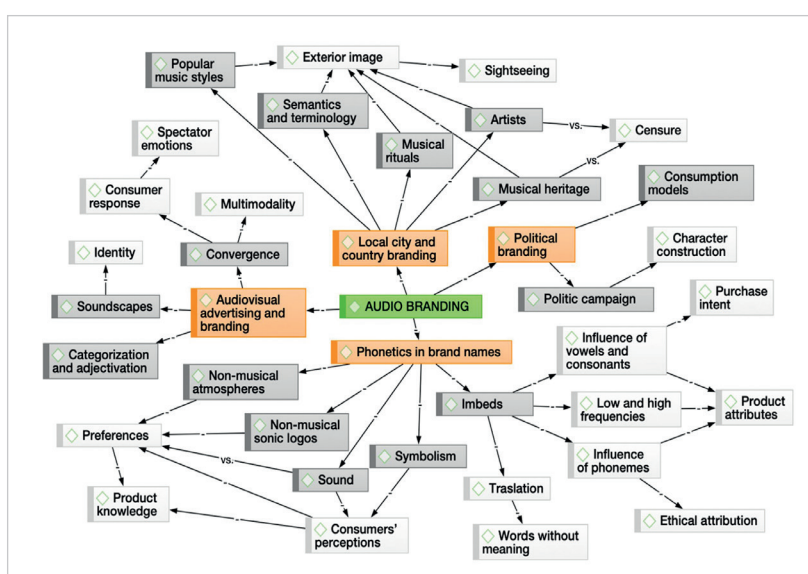 Popular
music styles
Exterior image
Sightseeing
Semantics
and terminology
Artists
vs.
Censure
Spectator
emotions
Musical
rituals
vs.
Consumer
response
Multimodality
Musical heritage
Consumption
models
Identity
Convergence
Local city and
country branding
Political
branding
Character
construction
Soundscapes
Audiovisual
advertising and
branding
AUDIO BRANDING
Politic campaign
Purchase
intent
Categorization
and adjectivation
Phonetics in brand names
Influence of
vowels and
consonants
Non-musical
atmospheres
Imbeds
Low and high
frequencies
Product
attributes
Preferences
Non-musical
sonic logos
Symbolism
Influence
of phonemes
vs.
Sound
Traslation
Product
knowledge
Consumers'
perceptions
Words without
meaning
Ethical attribution